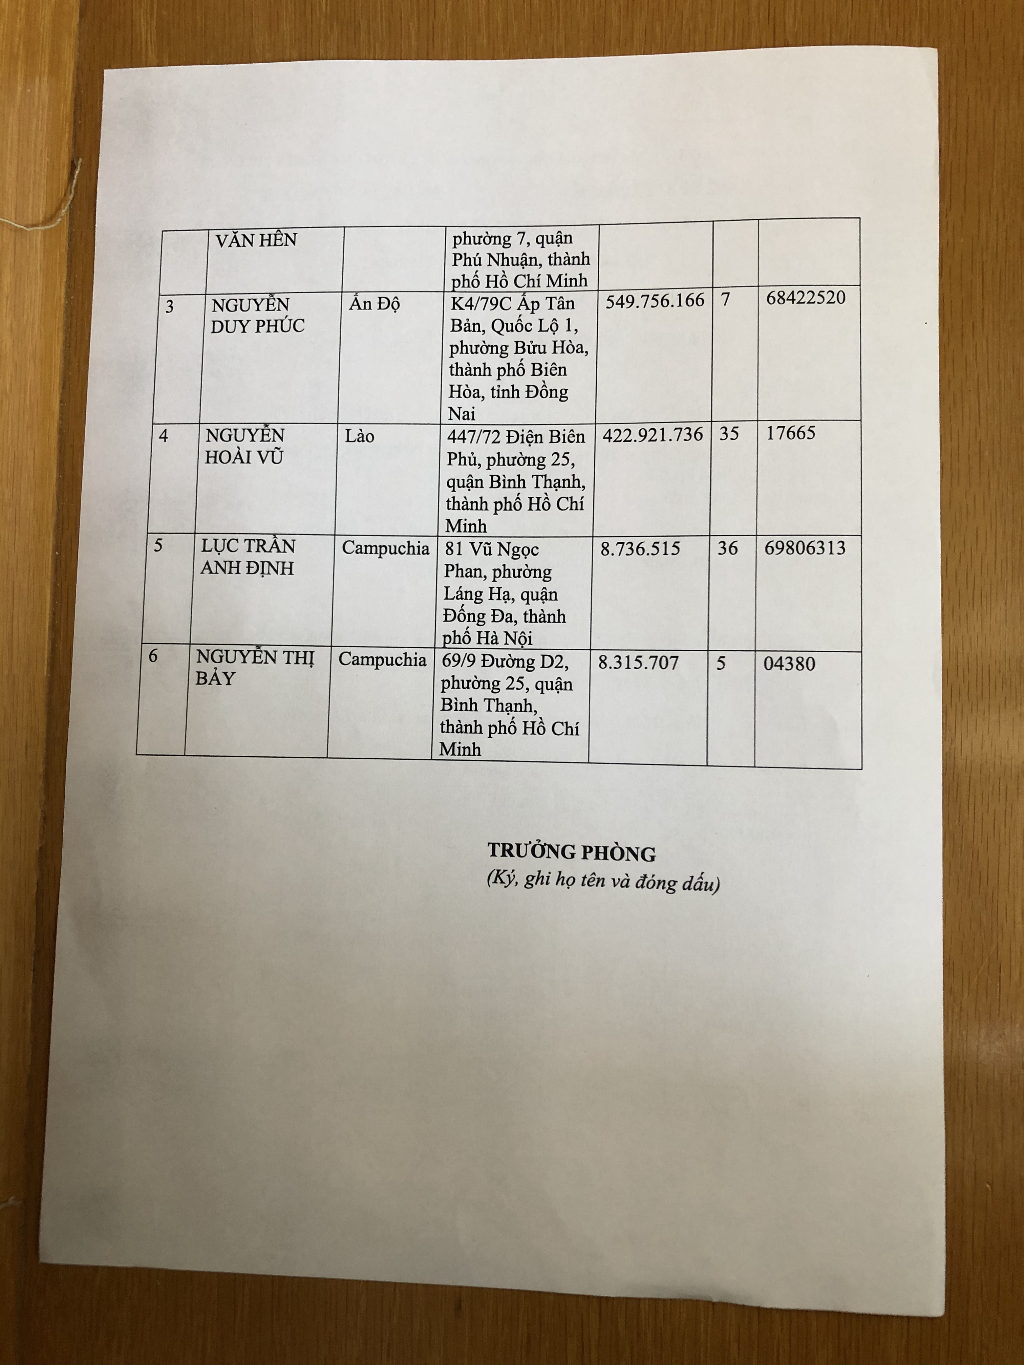 VĂN HÊN
phường 7, quận
Phú Nhuận, thành
phố Hồ Chí Minh
3
NGUYỄN
DUY PHÚC
Ấn Độ
K4/79C Ấp Tân
Bản, Quốc Lộ 1,
phường Bửu Hòa,
thành phố Biên
Hòa, tỉnh Đồng
Nai
549.756.166
7
68422520
4
NGUYỄN
HOÀI VŨ
Lào
447/72 Điện Biên
Phủ, phường 25,
quận Bình Thạnh,
thành phố Hồ Chí
Minh
422.921.736
35
17665
5
LỤC TRẦN
ANH ĐỊNH
Campuchia
81 Vũ Ngọc
Phan, phường
Láng Hạ, quận
Đống Đa, thành
phố Hà Nội
8.736.515
36
69806313
6
NGUYỄN THỊ
BẢY
Campuchia
69/9 Đường D2,
phường 25, quận
Bình Thạnh,
thành phố Hồ Chí
Minh
8.315.707
5
04380
TRƯỞNG PHÒNG
(Ký, ghi họ tên và đóng dấu)